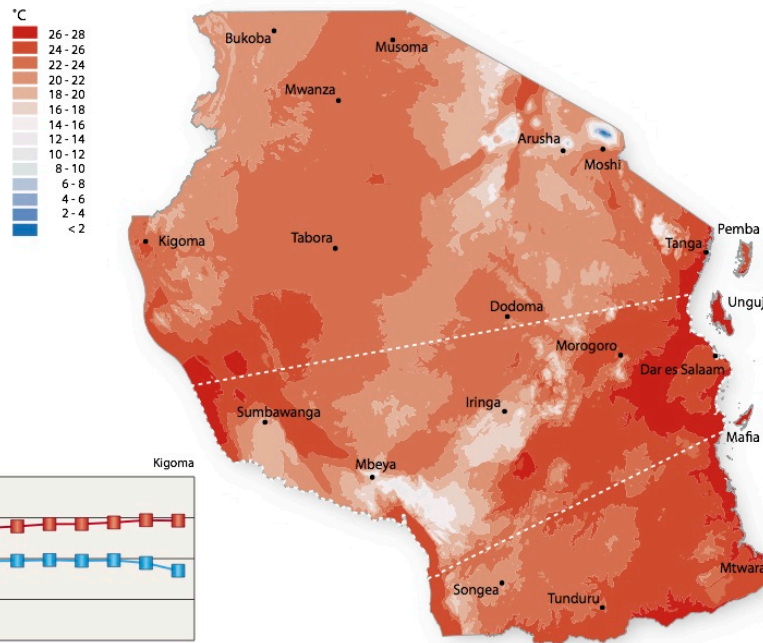 °C
26 - 28
24 - 26
22 - 24
20 - 22
18 - 20
16 - 18
14 - 16
12 - 14
10 - 12
8 - 10
6 - 8
4 - 6
2 - 4
< 2
Bukoba
Musoma
Mwanza
Arusha
Moshi
Kigoma
Tabora
Tanga
Pemba
Unguj
Dodoma
Morogoro
Dar es Salaam
Iringa
Sumbawanga
Mafia
Mbeya
Kigoma
Songea
Tunduru
Mtwara